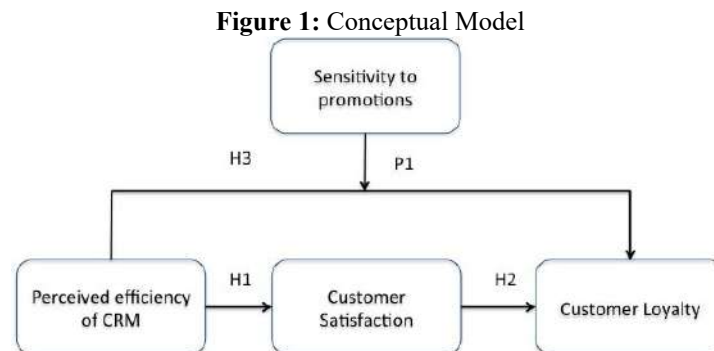 Figure 1: Conceptual Model
Sensitivity to
promotions
H3
P1
H1
H2
Perceived efficiency
of CRM
Customer
Satisfaction
Customer Loyalty